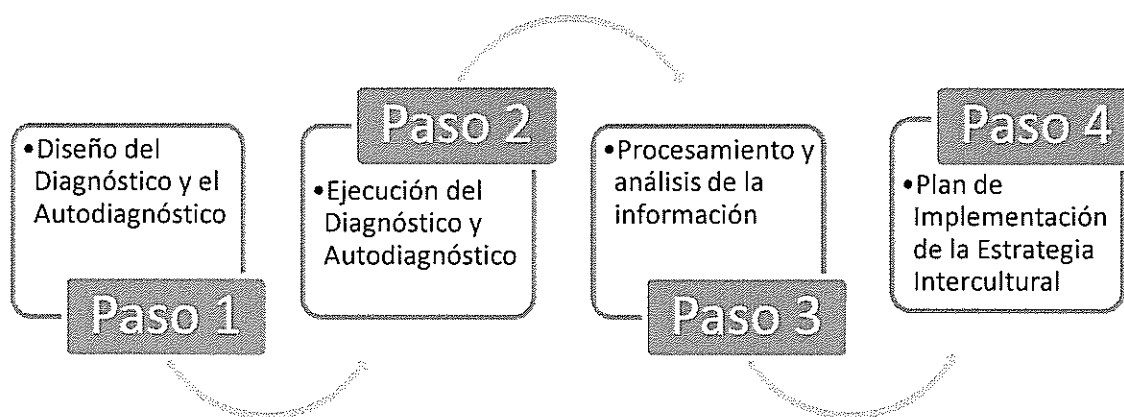 •Diseño del
Diagnóstico y el
Autodiagnóstico
Paso 1
Paso 2
•Ejecución del
Diagnóstico y
Autodiagnóstico
•Procesamiento y
análisis de la
información
Paso 3
Paso 4
•Plan de
Implementación
de la Estrategia
Intercultural